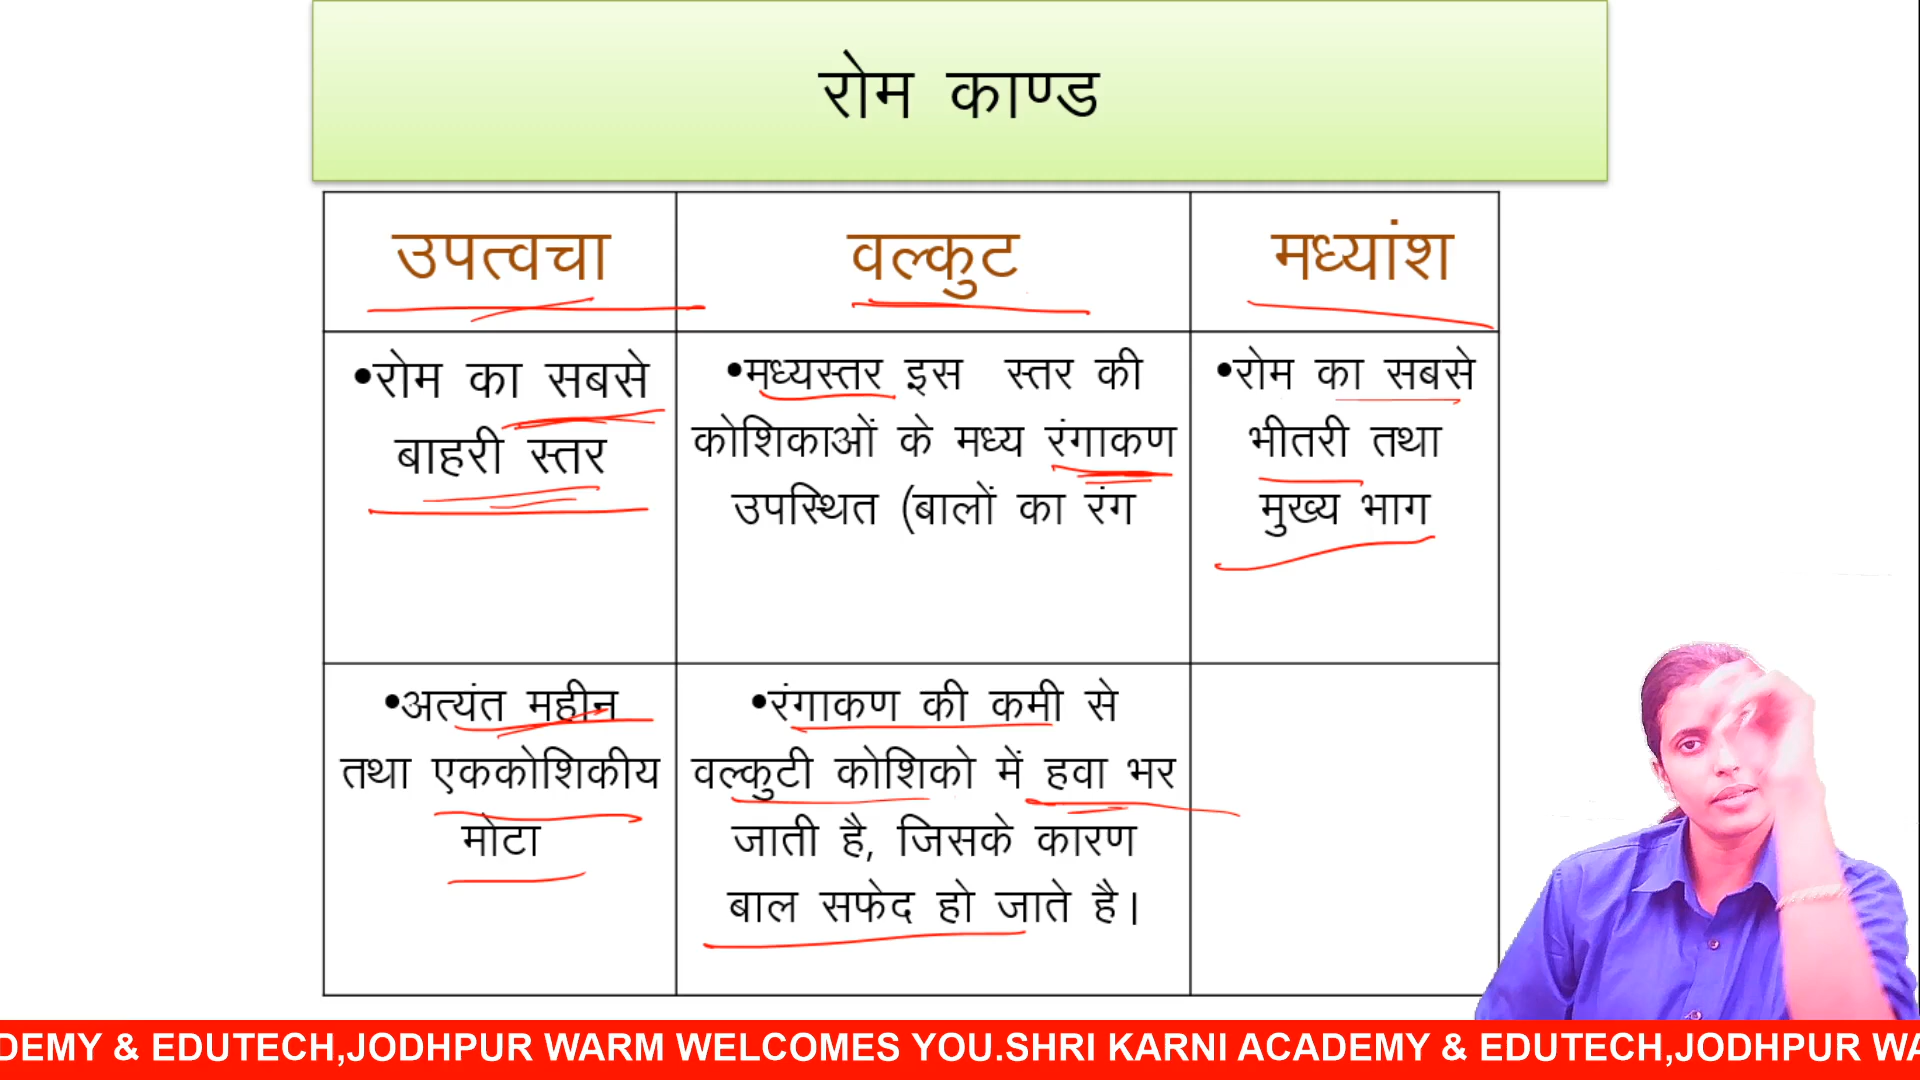 रोम काण्ड
उपत्वचा
वल्कुट
मध्यांश
•रोम का सबसे
बाहरी स्तर
•मध्यस्तर इस स्तर की
कोशिकाओं के मध्य रंगाकण
उपस्थित (बालों का रंग
•रोम का सबसे
भीतरी तथा
मुख्य भाग
•अत्यंत महीन
तथा एककोशिकीय
मोटा
•रंगाकण की कमी से
वल्कुटी कोशिको में हवा भर
जाती है, जिसके कारण
बाल सफेद हो जाते है।
DEMY & EDUTECH,JODHPUR WARM WELCOMES YOU.SHRI KARNI ACADEMY & EDUTECH,JODHPUR WA